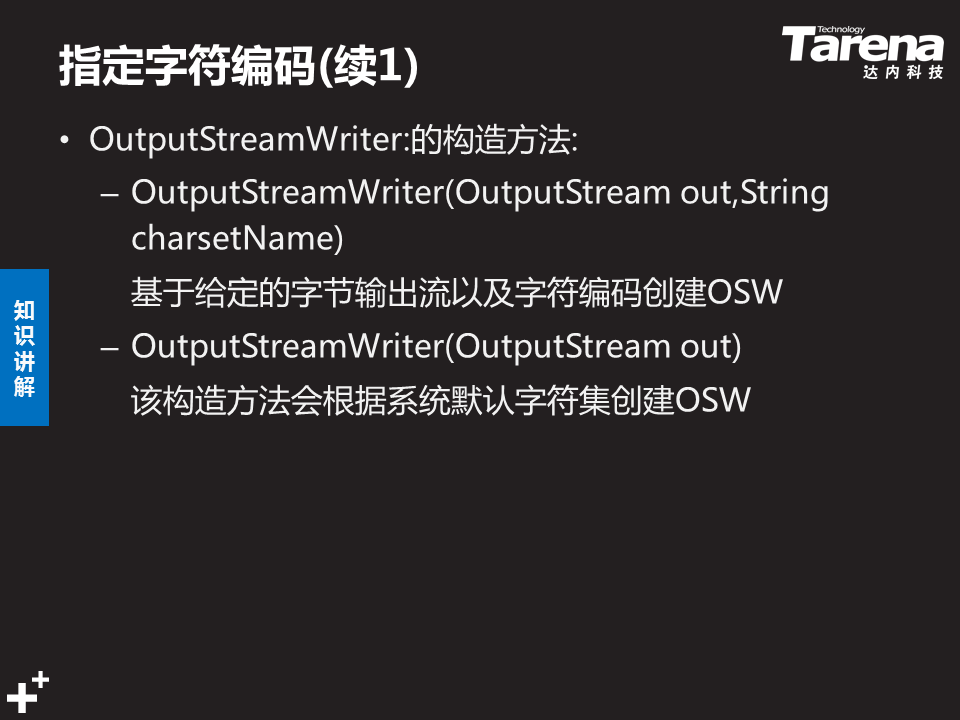 指定字符编码(续1)
Technology
Tarena
达内科技
• OutputStreamWriter:的构造方法:
– OutputStreamWriter(OutputStream out,String
charsetName)
基于给定的字节输出流以及字符编码创建OSW
– OutputStreamWriter(OutputStream out)
该构造方法会根据系统默认字符集创建OSW
知
识
讲
解